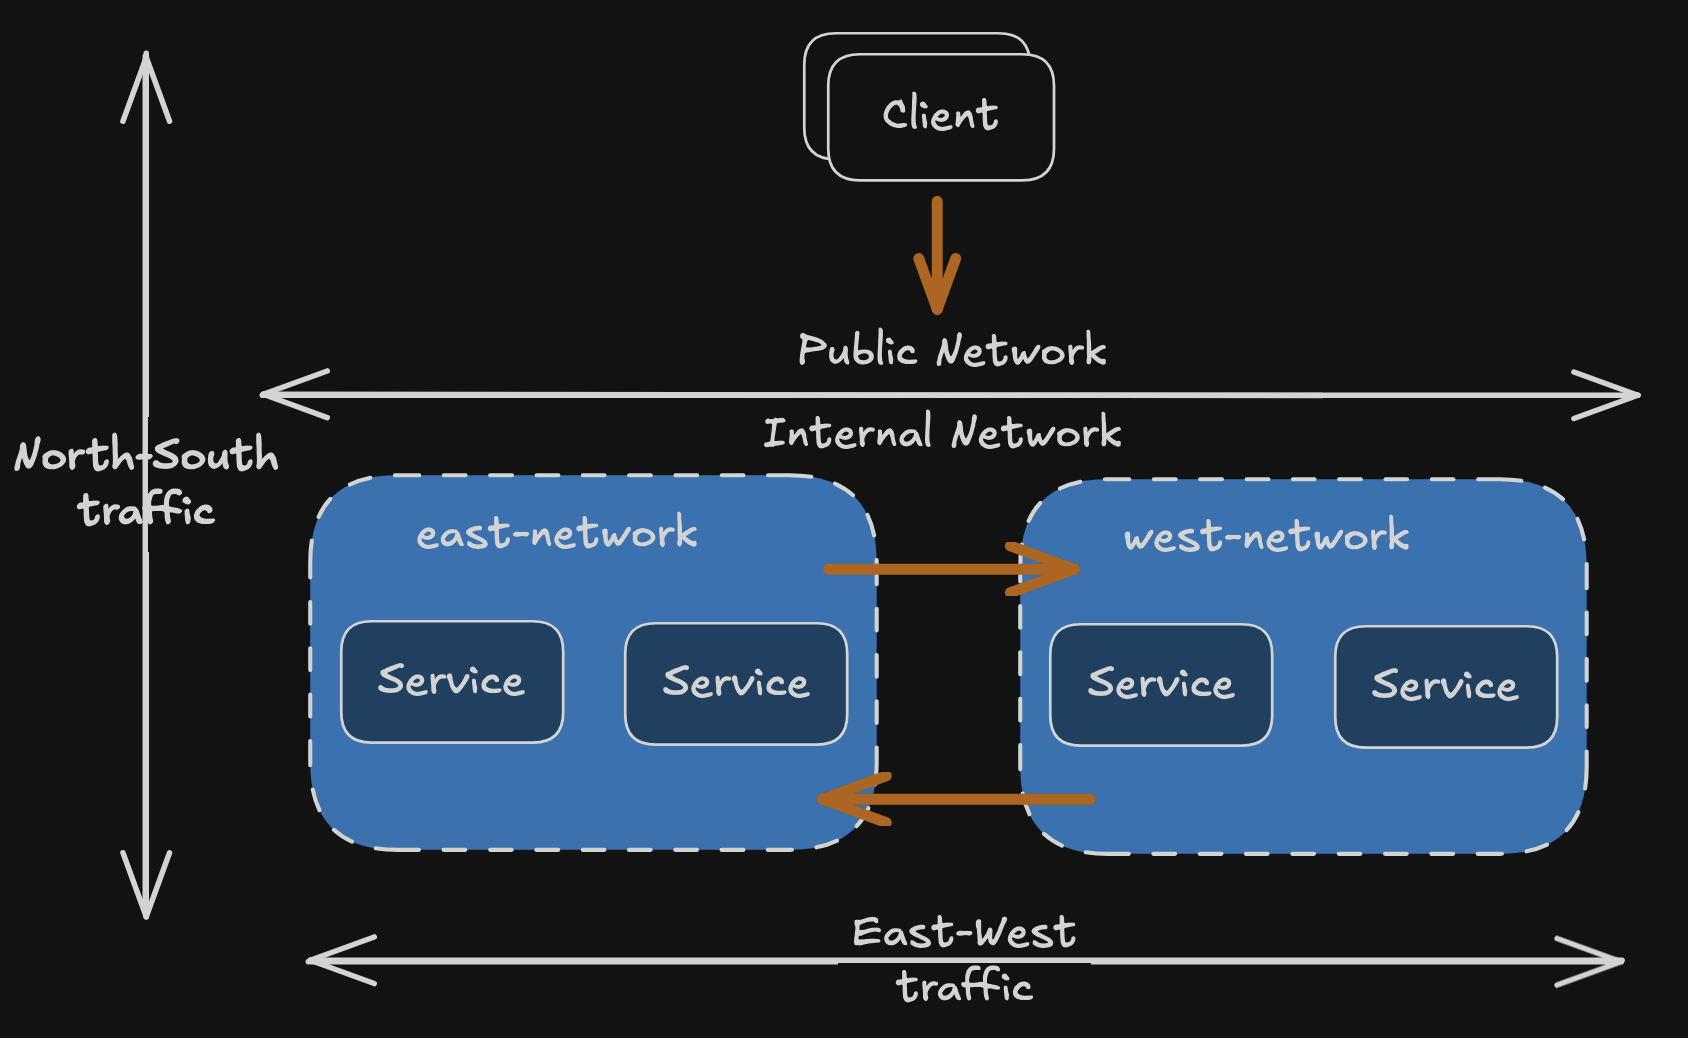 Client
Public Network
Internal Network
North-South
traffic
east-network
west-network
Service
Service
Service
Service
East-West
traffic